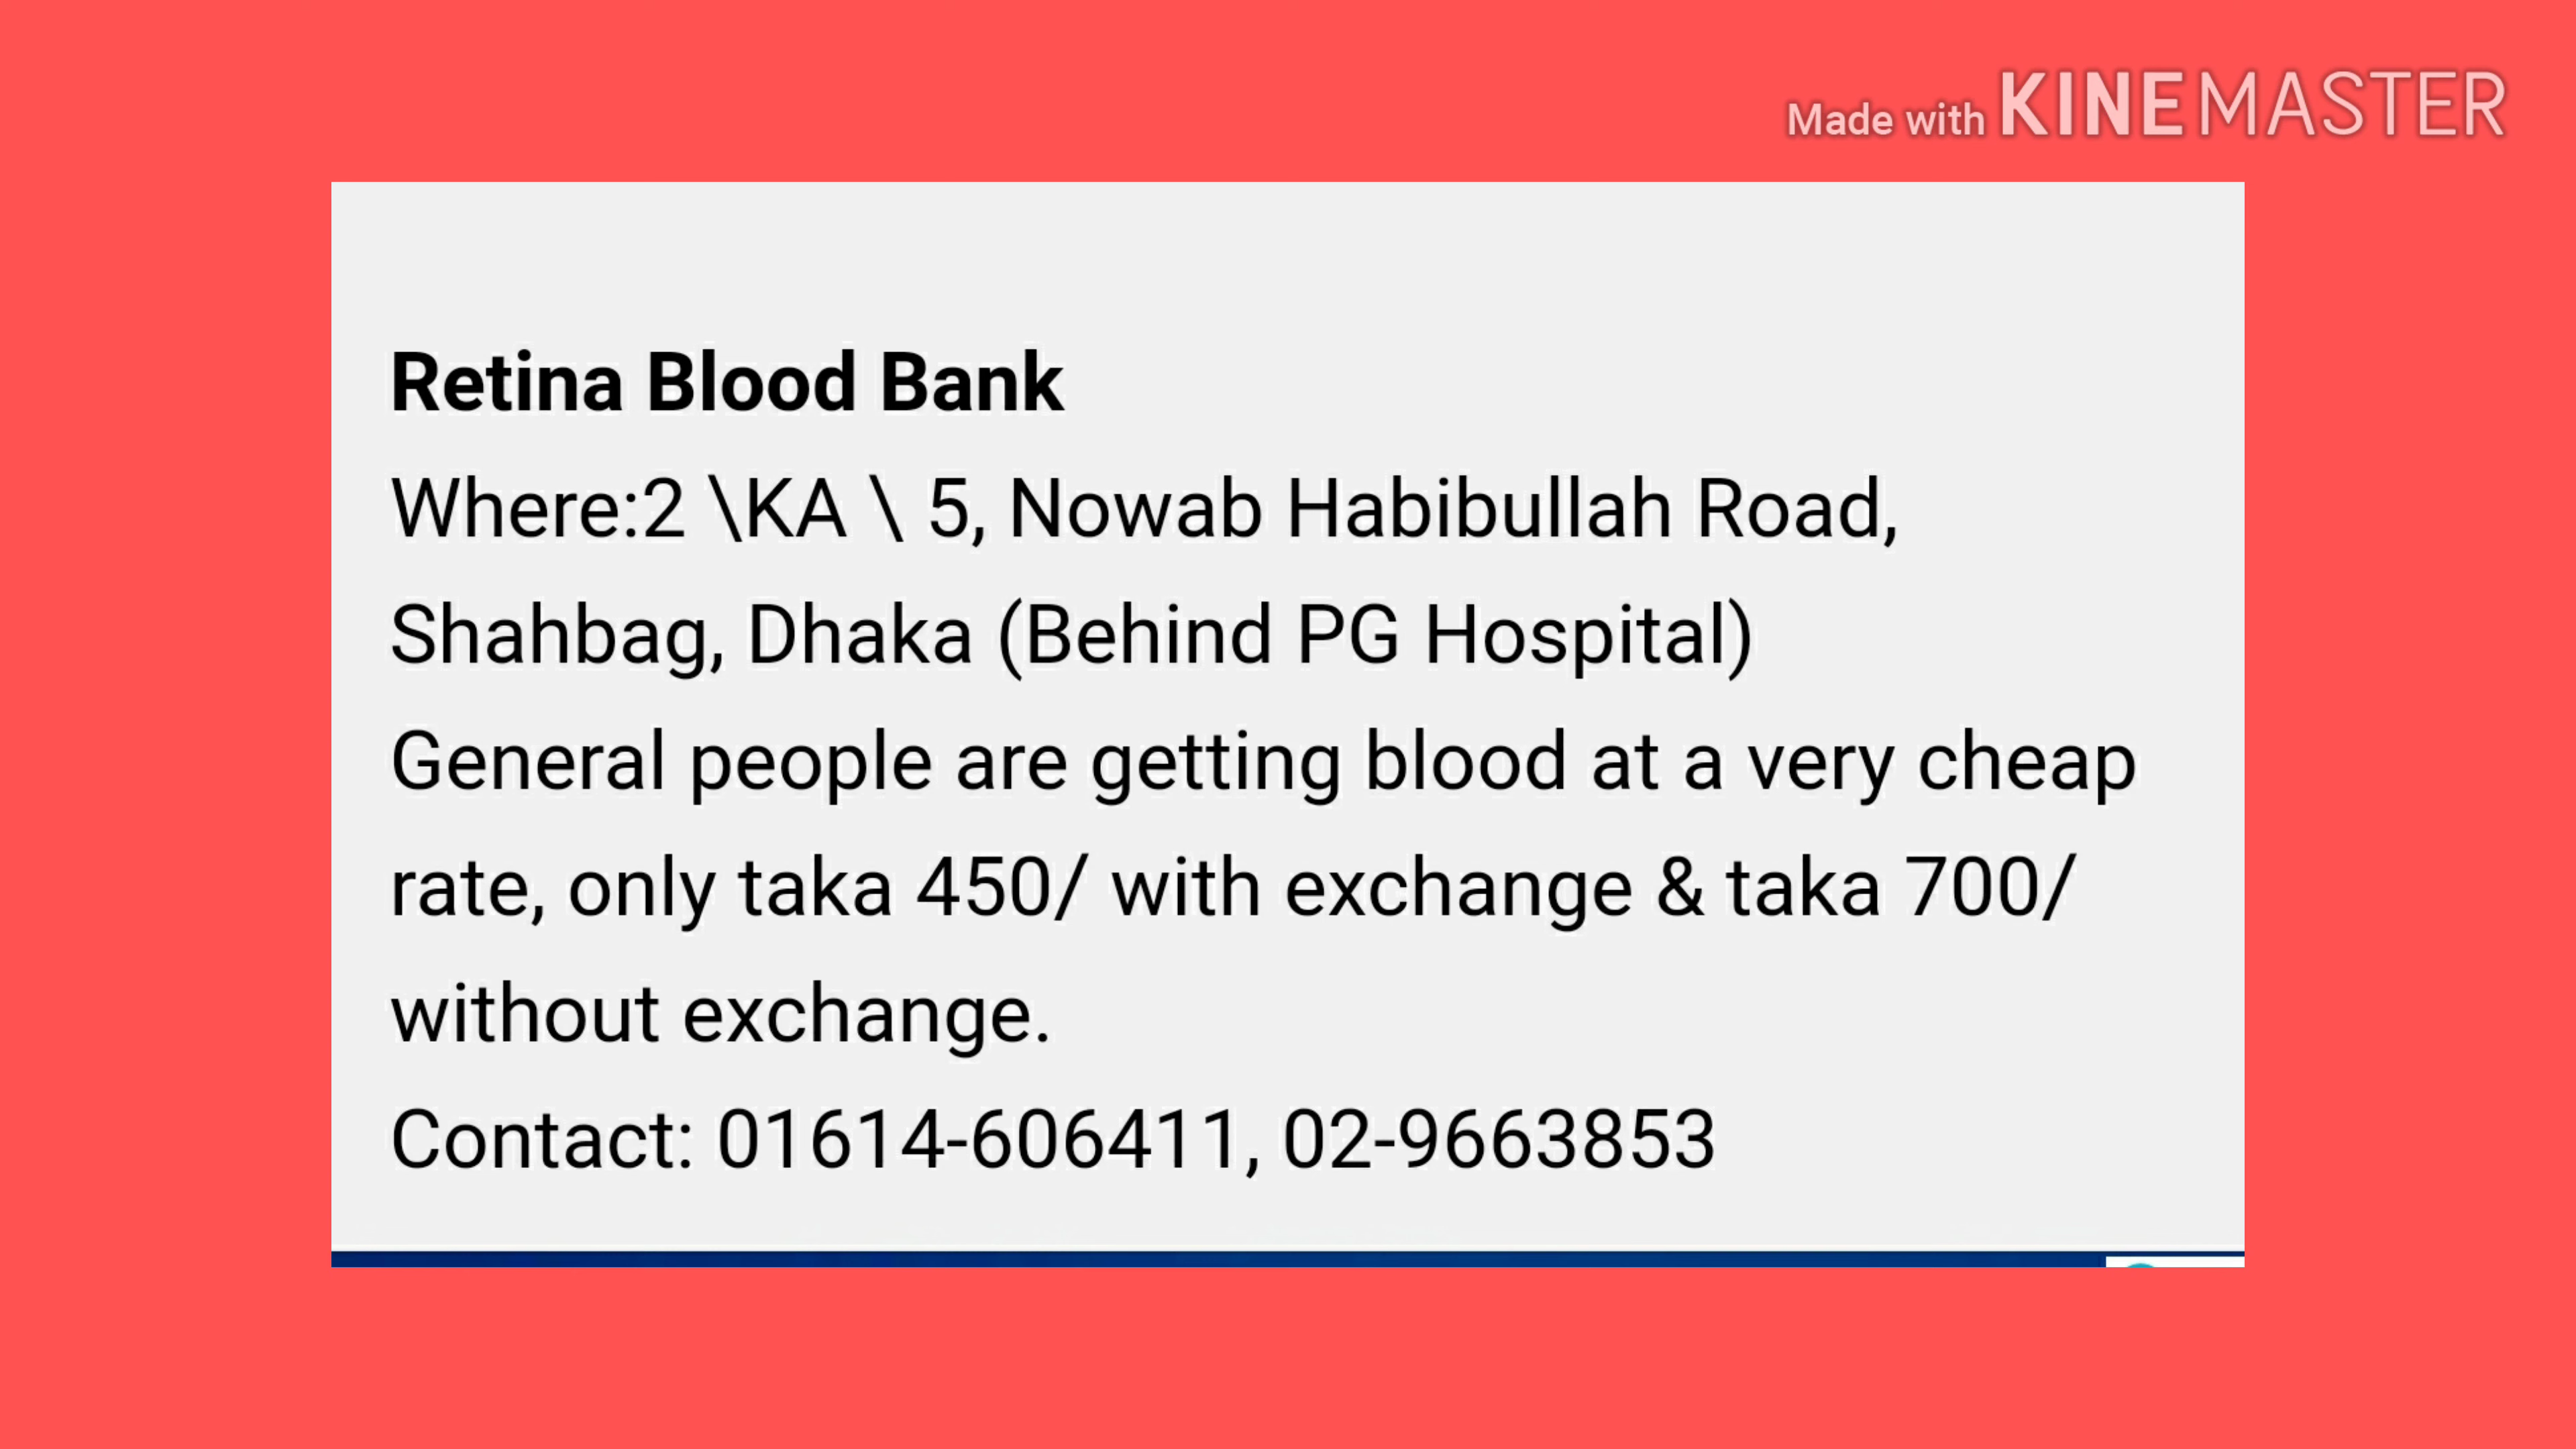 Made with KINEMASTER
Retina Blood Bank
Where:2 \KA \ 5, Nowab Habibullah Road,
Shahbag, Dhaka (Behind PG Hospital)
General people are getting blood at a very cheap
rate, only taka 450/ with exchange & taka 700/
without exchange.
Contact: 01614-606411, 02-9663853